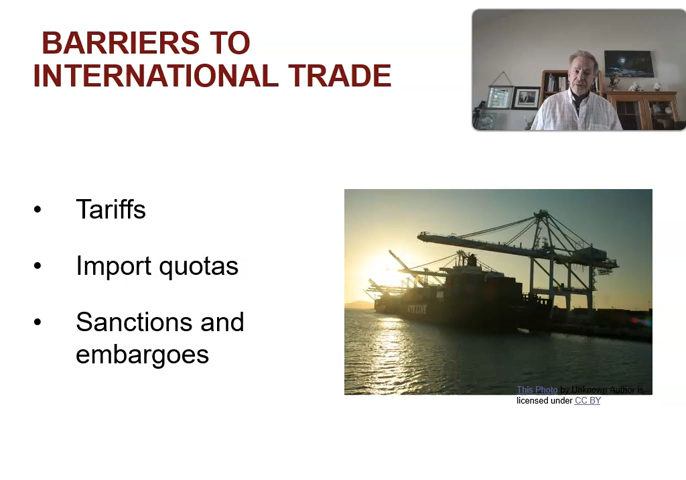 BARRIERS TO
INTERNATIONAL TRADE
• Tariffs
• Import quotas
• Sanctions and
embargoes
This Photo by Unknown Author is
licensed under CC BY